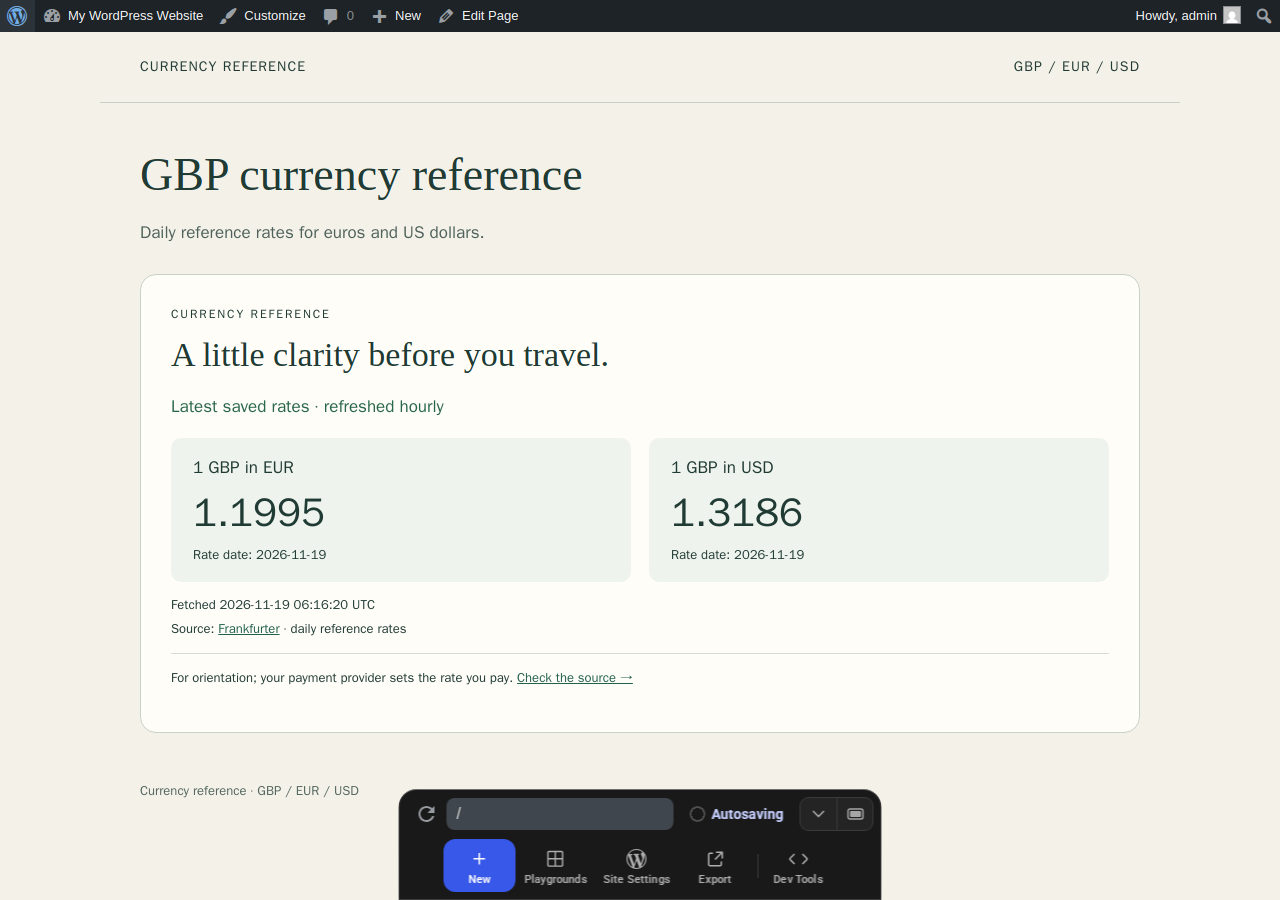 My WordPress Website Customize 0 New Edit Page Howdy, admin
CURRENCY REFERENCE GBP / EUR / USD
GBP currency reference
Daily reference rates for euros and US dollars.
CURRENCY REFERENCE
A little clarity before you travel.
Latest saved rates · refreshed hourly
1 GBP in EUR
1.1995
Rate date: 2026-11-19
1 GBP in USD
1.3186
Rate date: 2026-11-19
Fetched 2026-11-19 06:16:20 UTC
Source: Frankfurter · daily reference rates
For orientation; your payment provider sets the rate you pay. Check the source →
Currency reference · GBP / EUR / USD
/ Autosaving
New Playgrounds Site Settings Export Dev Tools